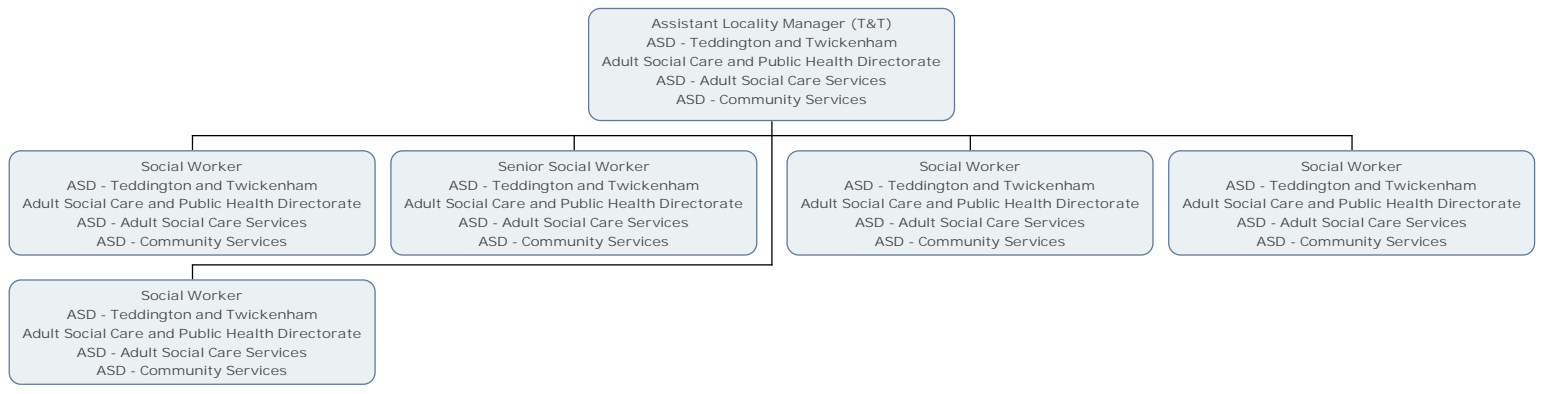 Assistant Locality Manager (T&T)
ASD - Teddington and Twickenham
Adult Social Care and Public Health Directorate
ASD - Adult Social Care Services
ASD - Community Services
Social Worker
ASD - Teddington and Twickenham
Adult Social Care and Public Health Directorate
ASD - Adult Social Care Services
ASD - Community Services
Senior Social Worker
ASD - Teddington and Twickenham
Adult Social Care and Public Health Directorate
ASD - Adult Social Care Services
ASD - Community Services
Social Worker
ASD - Teddington and Twickenham
Adult Social Care and Public Health Directorate
ASD - Adult Social Care Services
ASD - Community Services
Social Worker
ASD - Teddington and Twickenham
Adult Social Care and Public Health Directorate
ASD - Adult Social Care Services
ASD - Community Services
Social Worker
ASD - Teddington and Twickenham
Adult Social Care and Public Health Directorate
ASD - Adult Social Care Services
ASD - Community Services